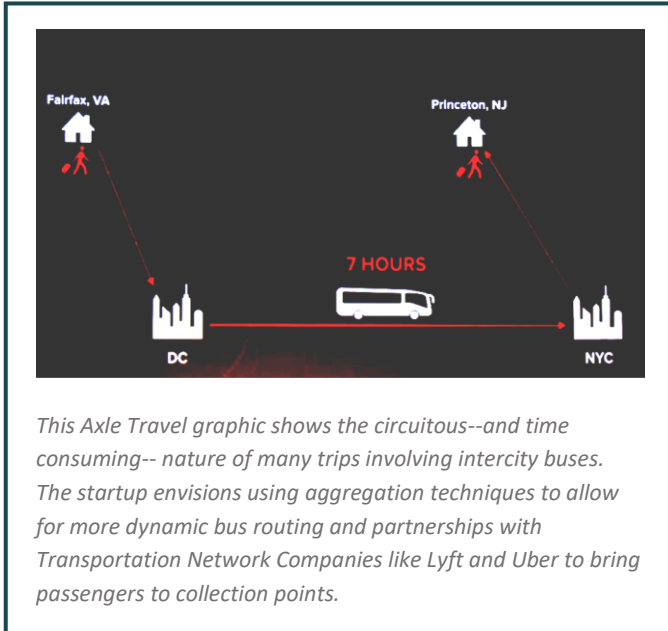 Fairfax, VA
Princeton, NJ
7 HOURS
DC
NYC
This Axle Travel graphic shows the circuitous--and time
consuming-- nature of many trips involving intercity buses.
The startup envisions using aggregation techniques to allow
for more dynamic bus routing and partnerships with
Transportation Network Companies like Lyft and Uber to bring
passengers to collection points.